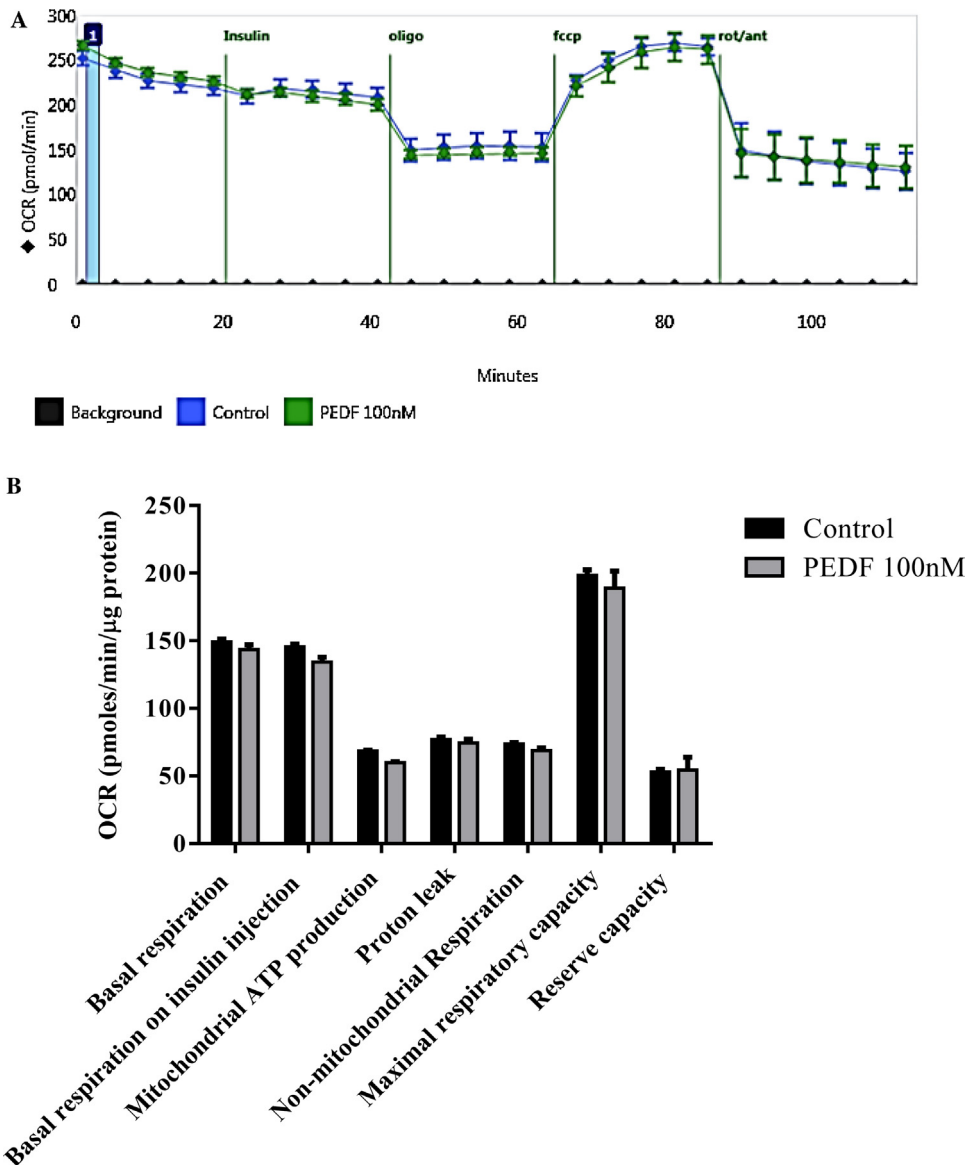 A
300
250
200
150
100
50
0
OCR (pmol/min)
1
Insulin
oligo
fccp
rot/ant
0 20 40 60 80 100
Minutes
Background Control PEDF 100nM
B
250
200
150
100
50
0
OCR (pmoles/min/µg protein)
Control
PEDF 100nM
Basal respiration
Basal respiration on insulin injection
Mitochondrial ATP production
Proton leak
Non-mitochondrial Respiration
Maximal respiratory capacity
Reserve capacity